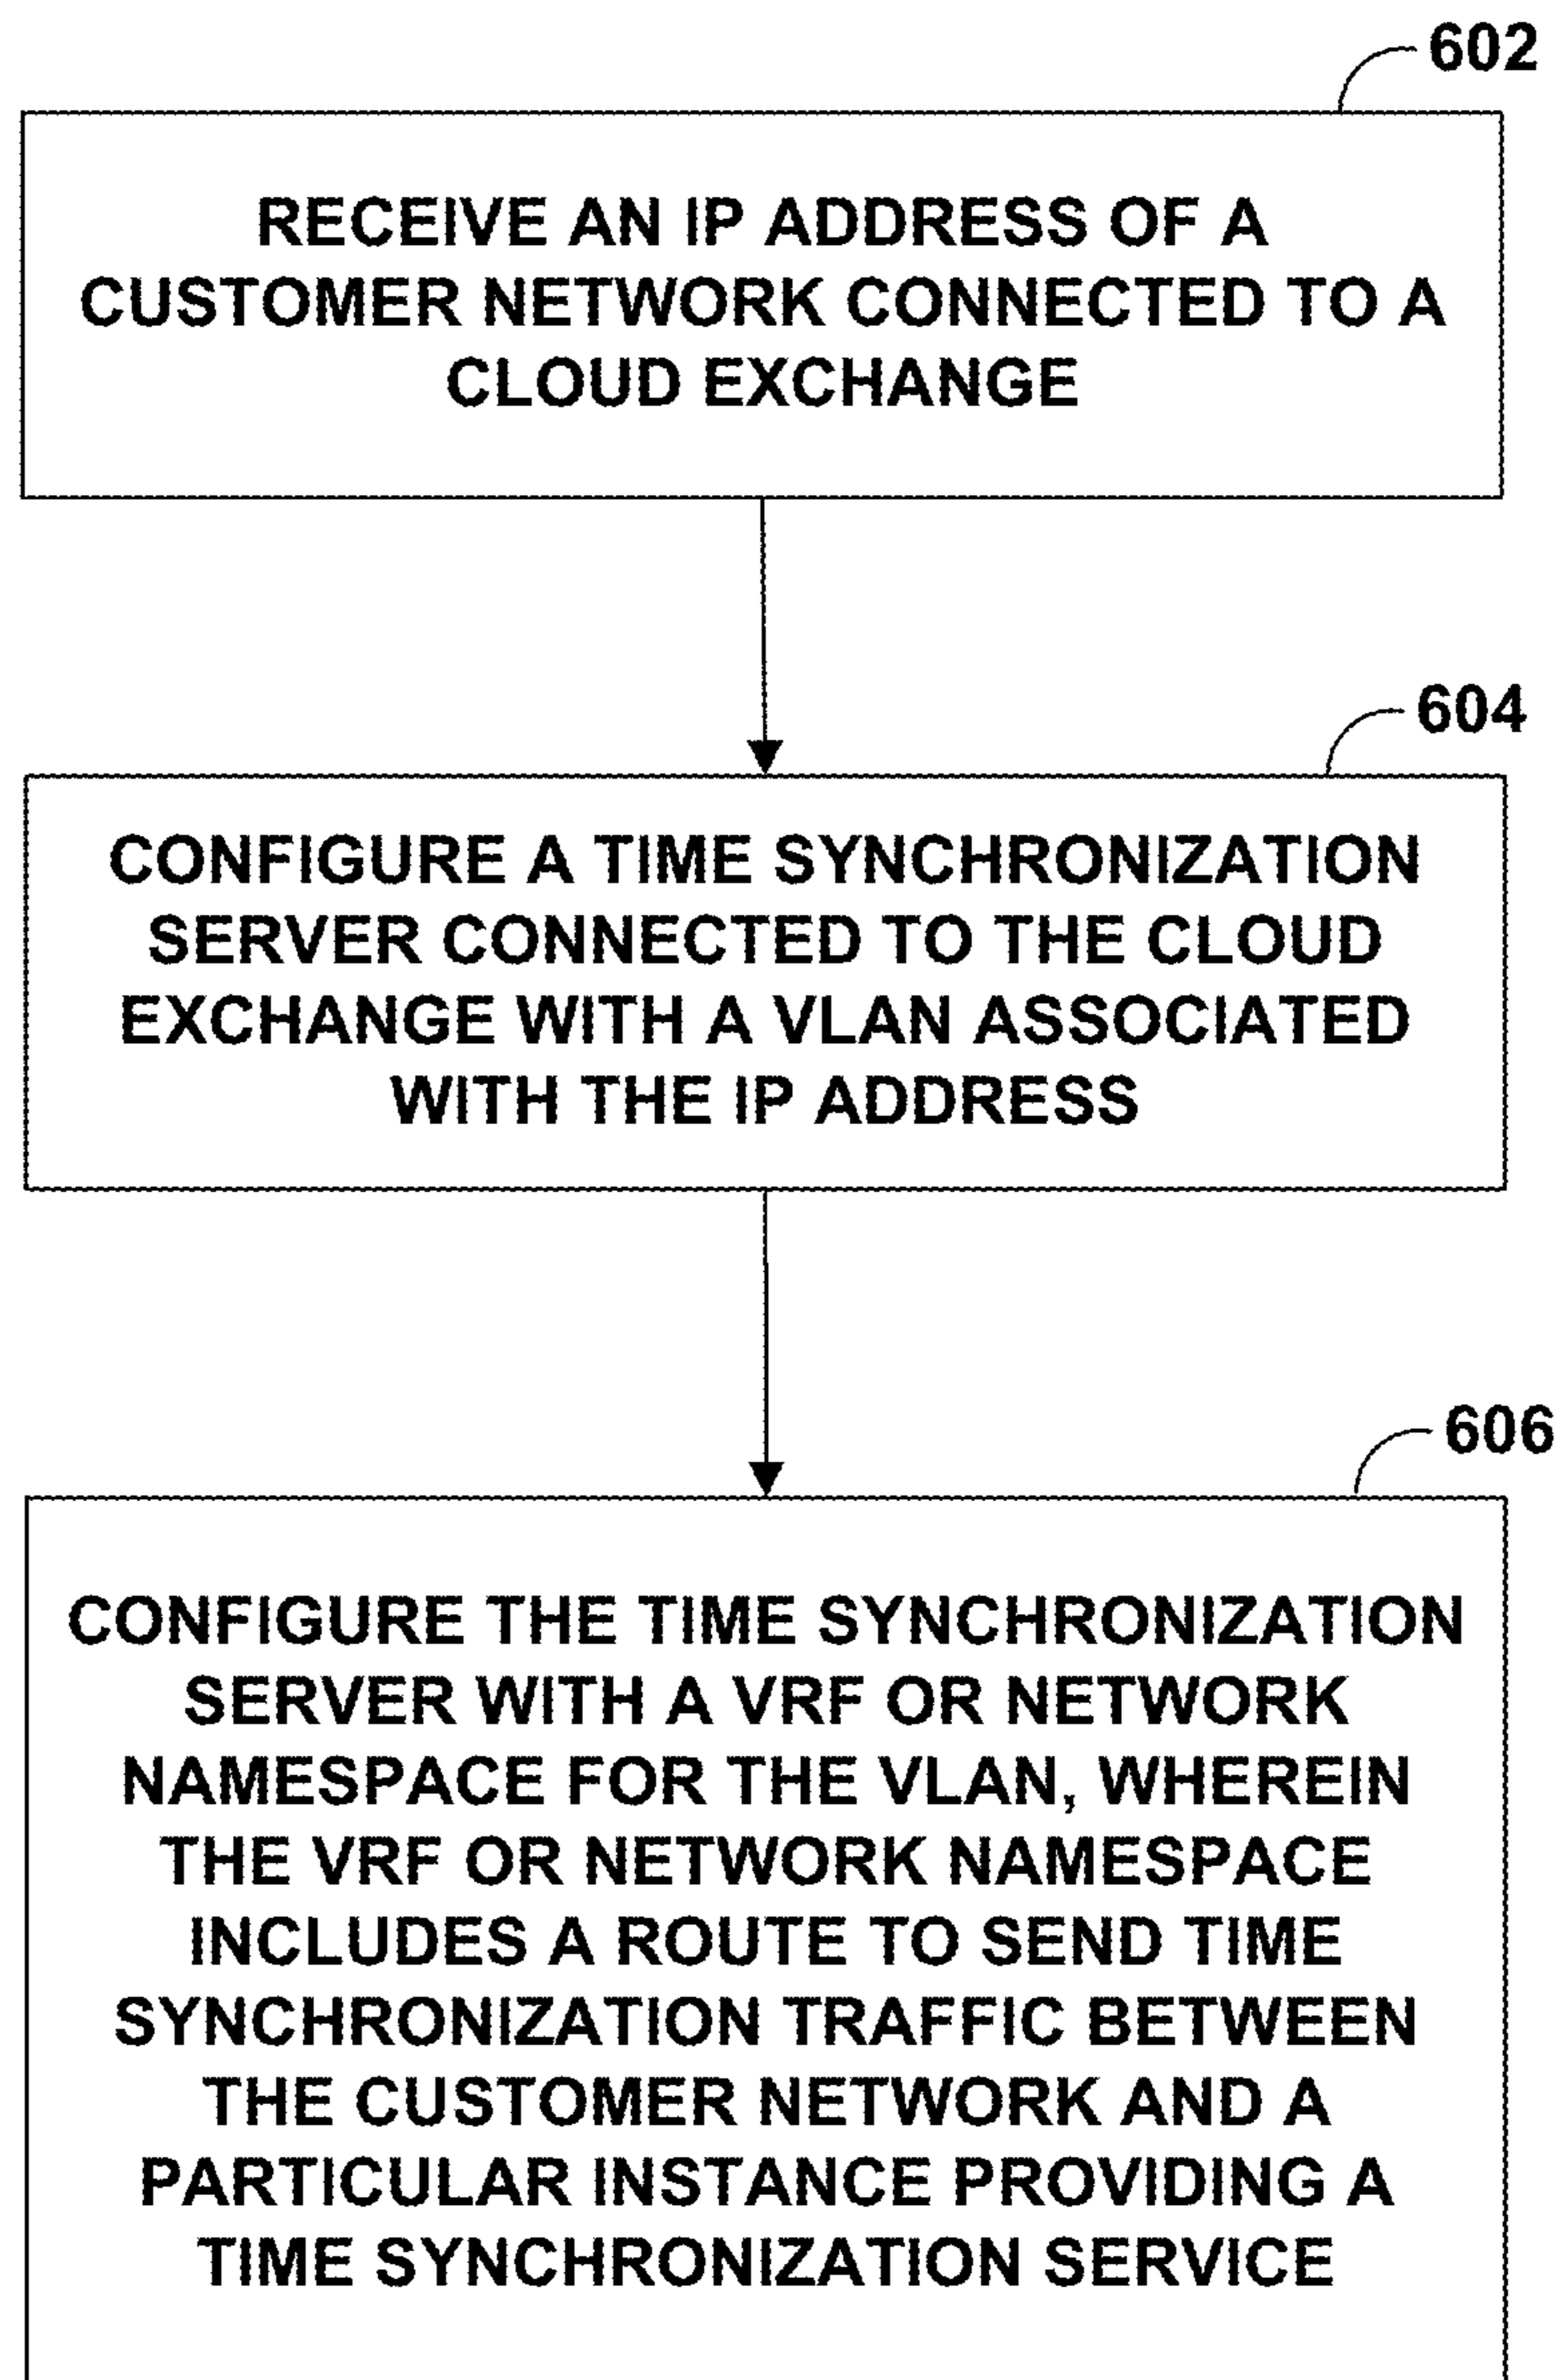 602
RECEIVE AN IP ADDRESS OF A
CUSTOMER NETWORK CONNECTED TO A
CLOUD EXCHANGE
604
CONFIGURE A TIME SYNCHRONIZATION
SERVER CONNECTED TO THE CLOUD
EXCHANGE WITH A VLAN ASSOCIATED
WITH THE IP ADDRESS
606
CONFIGURE THE TIME SYNCHRONIZATION
SERVER WITH A VRF OR NETWORK
NAMESPACE FOR THE VLAN, WHEREIN
THE VRF OR NETWORK NAMESPACE
INCLUDES A ROUTE TO SEND TIME
SYNCHRONIZATION TRAFFIC BETWEEN
THE CUSTOMER NETWORK AND A
PARTICULAR INSTANCE PROVIDING A
TIME SYNCHRONIZATION SERVICE